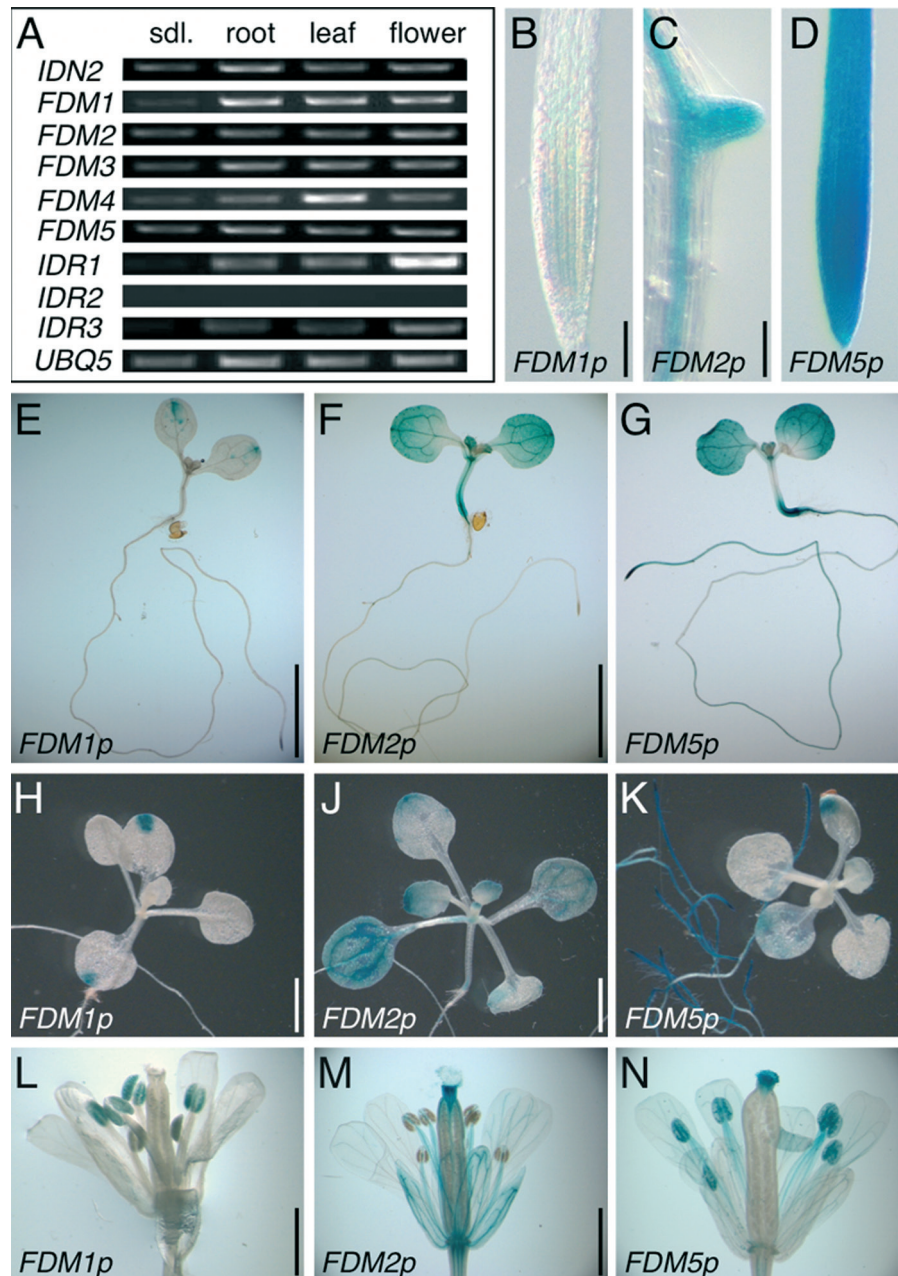 A
sdl. root leaf flower
IDN2
FDM1
FDM2
FDM3
FDM4
FDM5
IDR1
IDR2
IDR3
UBQ5
B
FDM1p
C
FDM2p
D
FDM5p
E
FDM1p
F
FDM2p
G
FDM5p
H
FDM1p
J
FDM2p
K
FDM5p
L
FDM1p
M
FDM2p
N
FDM5p